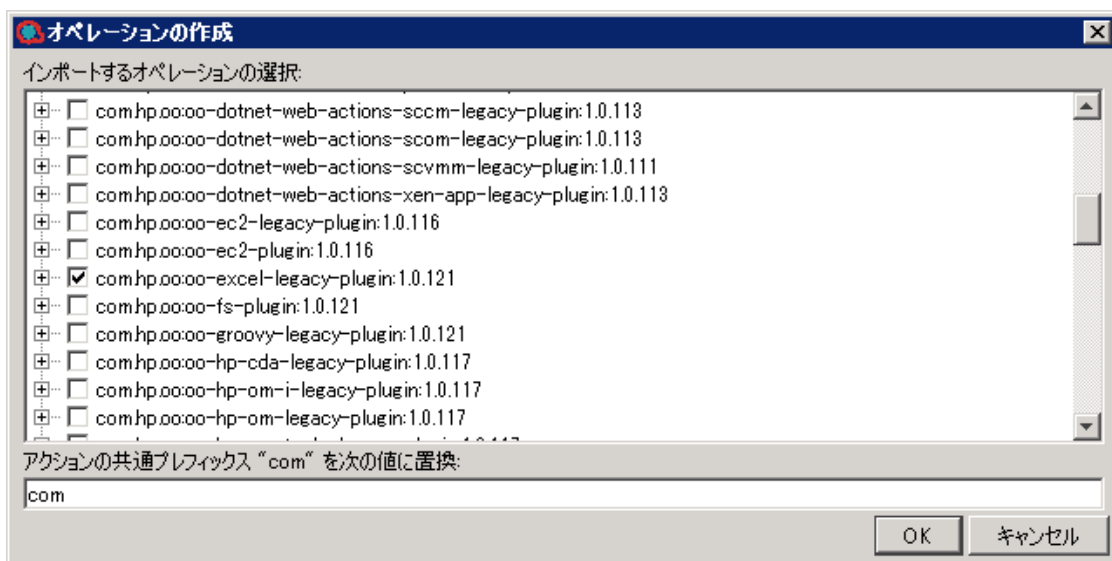 オペレーションの作成
インポートするオペレーションの選択:
com.hp.oo:oo-dotnet-web-actions-sccm-legacy-plugin:1.0.113
com.hp.oo:oo-dotnet-web-actions-scom-legacy-plugin:1.0.113
com.hp.oo:oo-dotnet-web-actions-scvmm-legacy-plugin:1.0.111
com.hp.oo:oo-dotnet-web-actions-xen-app-legacy-plugin:1.0.113
com.hp.oo:oo-ec2-legacy-plugin:1.0.116
com.hp.oo:oo-ec2-plugin:1.0.116
com.hp.oo:oo-excel-legacy-plugin:1.0.121
com.hp.oo:oo-fs-plugin:1.0.121
com.hp.oo:oo-groovy-legacy-plugin:1.0.121
com.hp.oo:oo-hp-cda-legacy-plugin:1.0.117
com.hp.oo:oo-hp-om-i-legacy-plugin:1.0.117
com.hp.oo:oo-hp-om-legacy-plugin:1.0.117
アクションの共通プレフィックス "com" を次の値に置換:
com
OK キャンセル